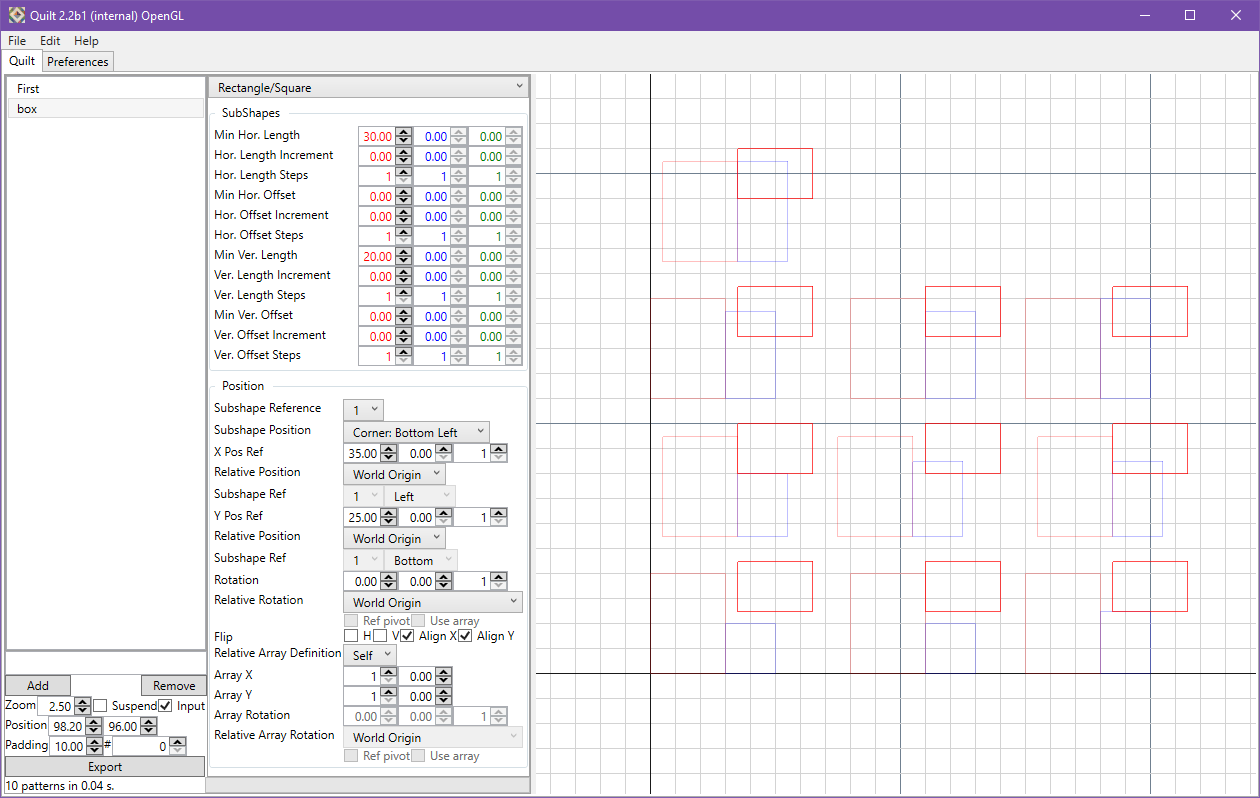 Quilt 2.2b1 (internal) OpenGL
File Edit Help
Quilt Preferences
First
box
Rectangle/Square
SubShapes
Min Hor. Length 30.00 0.00 0.00
Hor. Length Increment 0.00 0.00 0.00
Hor. Length Steps 1 1 1
Min Hor. Offset 0.00 0.00 0.00
Hor. Offset Increment 0.00 0.00 0.00
Hor. Offset Steps 1 1 1
Min Ver. Length 20.00 0.00 0.00
Ver. Length Increment 0.00 0.00 0.00
Ver. Length Steps 1 1 1
Min Ver. Offset 0.00 0.00 0.00
Ver. Offset Increment 0.00 0.00 0.00
Ver. Offset Steps 1 1 1
Position
Subshape Reference 1
Subshape Position Corner: Bottom Left
X Pos Ref 35.00 0.00 1
Relative Position World Origin
Subshape Ref 1 Left
Y Pos Ref 25.00 0.00 1
Relative Position World Origin
Subshape Ref 1 Bottom
Rotation 0.00 0.00 1
Relative Rotation World Origin
Ref pivot Use array
Flip H V Align X Align Y
Relative Array Definition Self
Array X 1 0.00
Array Y 1 0.00
Array Rotation 0.00 0.00 1
Relative Array Rotation World Origin
Ref pivot Use array
Add Remove
Zoom 2.50 Suspend Input
Position 98.20 96.00
Padding 10.00 # 0
Export
10 patterns in 0.04 s.